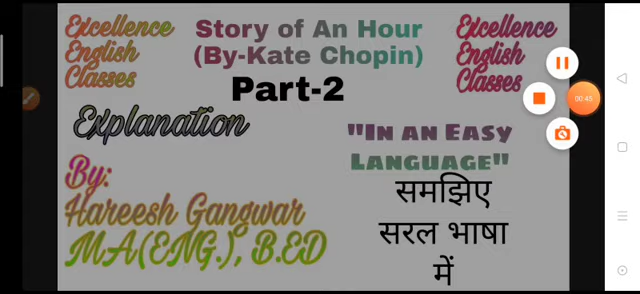 Excellence
English
Classes
Story of An Hour
(By-Kate Chopin)
Part-2
Excellence
English
Classes
00:45
Explanation
"In an Easy
Language"
By:
Hareesh Gangwar
MA(ENG.), B.ED
समझिए
सरल भाषा
में